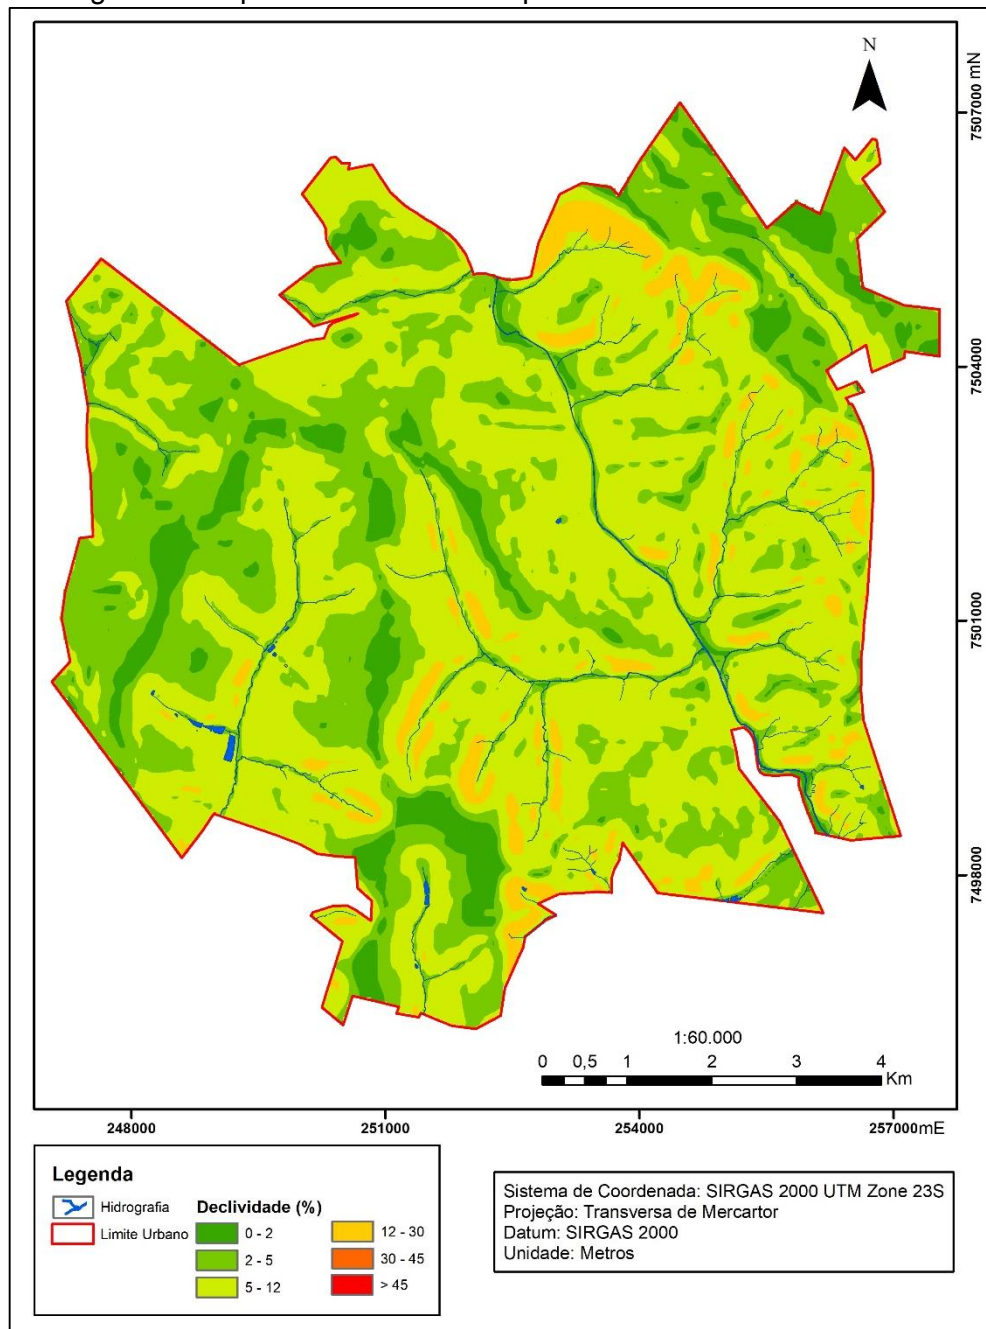 N
7507000 mN
7504000
7501000
7498000
1:60.000
0 0,5 1 2 3 4
Km
248000 251000 254000 257000mE
Legenda
Hidrografia
Limite Urbano
Declividade (%)
0 - 2
2 - 5
5 - 12
12 - 30
30 - 45
> 45
Sistema de Coordenada: SIRGAS 2000 UTM Zone 23S
Projeção: Transversa de Mercartor
Datum: SIRGAS 2000
Unidade: Metros